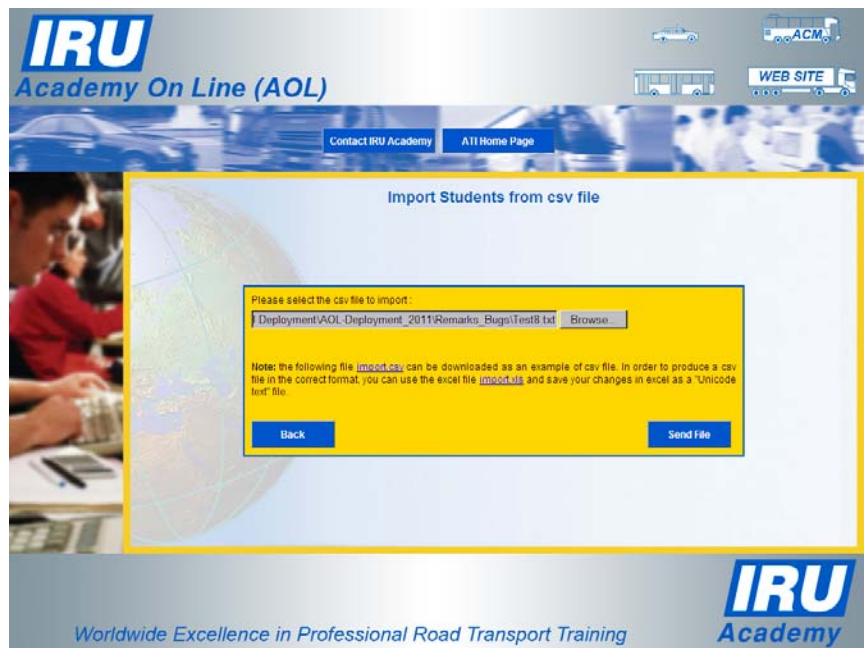 IRU
Academy On Line (AOL)
ACM
WEB SITE
Contact IRU Academy
ATI Home Page
Import Students from csv file
Please select the csv file to import :
Deployment\AOL-Deployment_2011\Remarks_Bugs\Test8.txt
Browse...
Note: the following file import.csv can be downloaded as an example of csv file. In order to produce a csv
file in the correct format, you can use the excel file import.xls and save your changes in excel as a "Unicode
text" file.
Back
Send File
IRU
Academy
Worldwide Excellence in Professional Road Transport Training